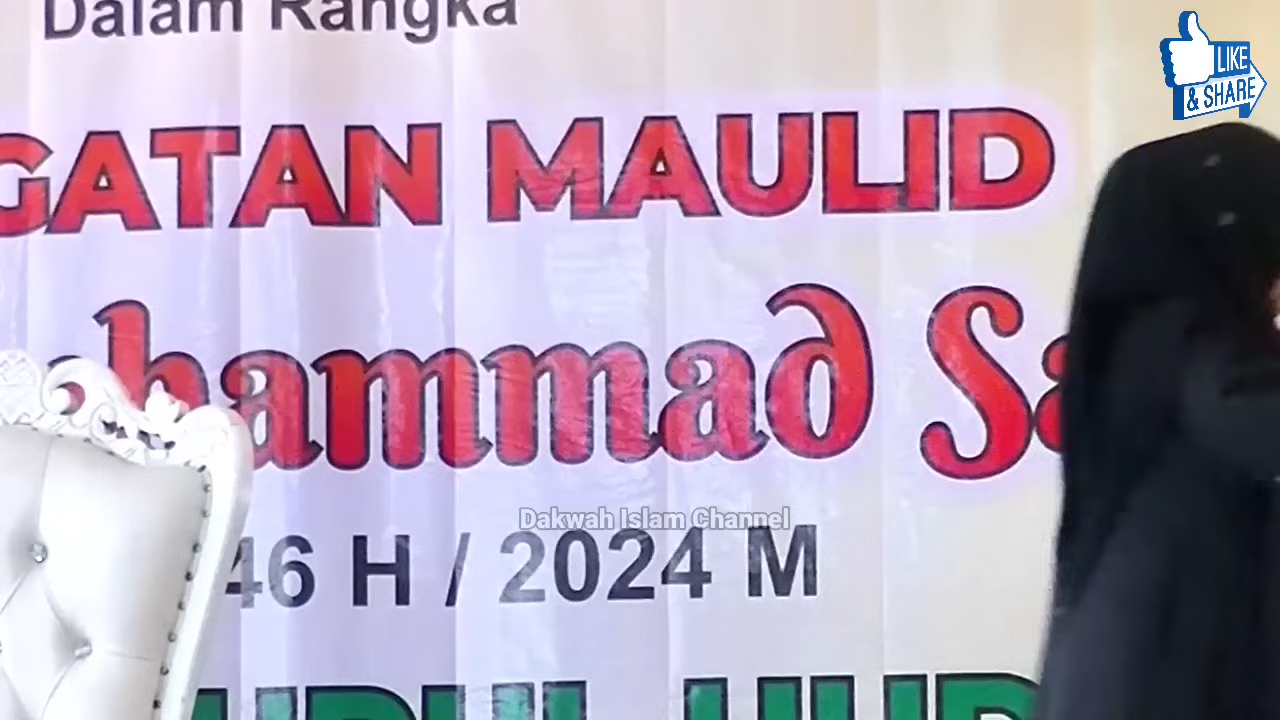 Dalam Rangka
LIKE
& SHARE
GATAN MAULID
hammad Sa
Dakwah Islam Channel
46 H / 2024 M